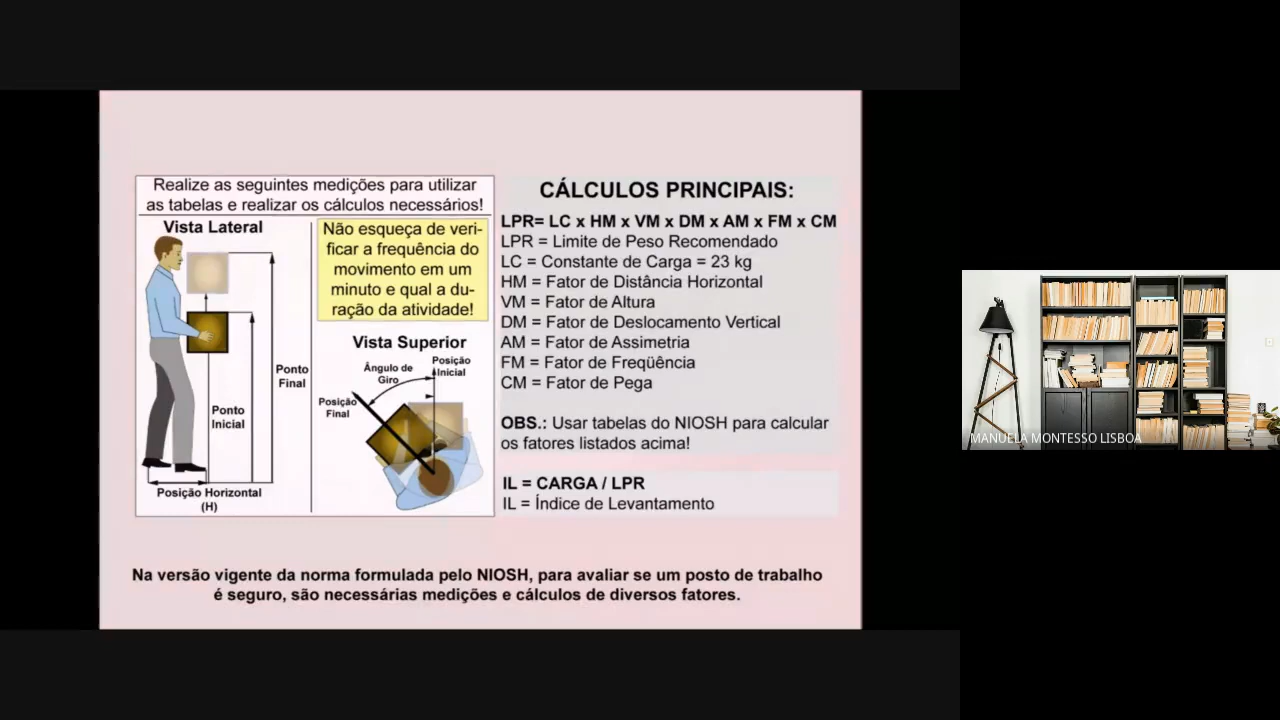 Realize as seguintes medições para utilizar
as tabelas e realizar os cálculos necessários!
Vista Lateral
Ponto
Inicial
Ponto
Final
Posição Horizontal
(H)
Não esqueça de veri-
ficar a frequência do
movimento em um
minuto e qual a du-
ração da atividade!
Vista Superior
Ângulo de
Giro
Posição
Inicial
Posição
Final
CÁLCULOS PRINCIPAIS:
LPR= LC x HM x VM x DM x AM x FM x CM
LPR = Limite de Peso Recomendado
LC = Constante de Carga = 23 kg
HM = Fator de Distância Horizontal
VM = Fator de Altura
DM = Fator de Deslocamento Vertical
AM = Fator de Assimetria
FM = Fator de Freqüência
CM = Fator de Pega
OBS.: Usar tabelas do NIOSH para calcular
os fatores listados acima!
IL = CARGA / LPR
IL = Índice de Levantamento
Na versão vigente da norma formulada pelo NIOSH, para avaliar se um posto de trabalho
é seguro, são necessárias medições e cálculos de diversos fatores.
MANUELA MONTESSO LISBOA